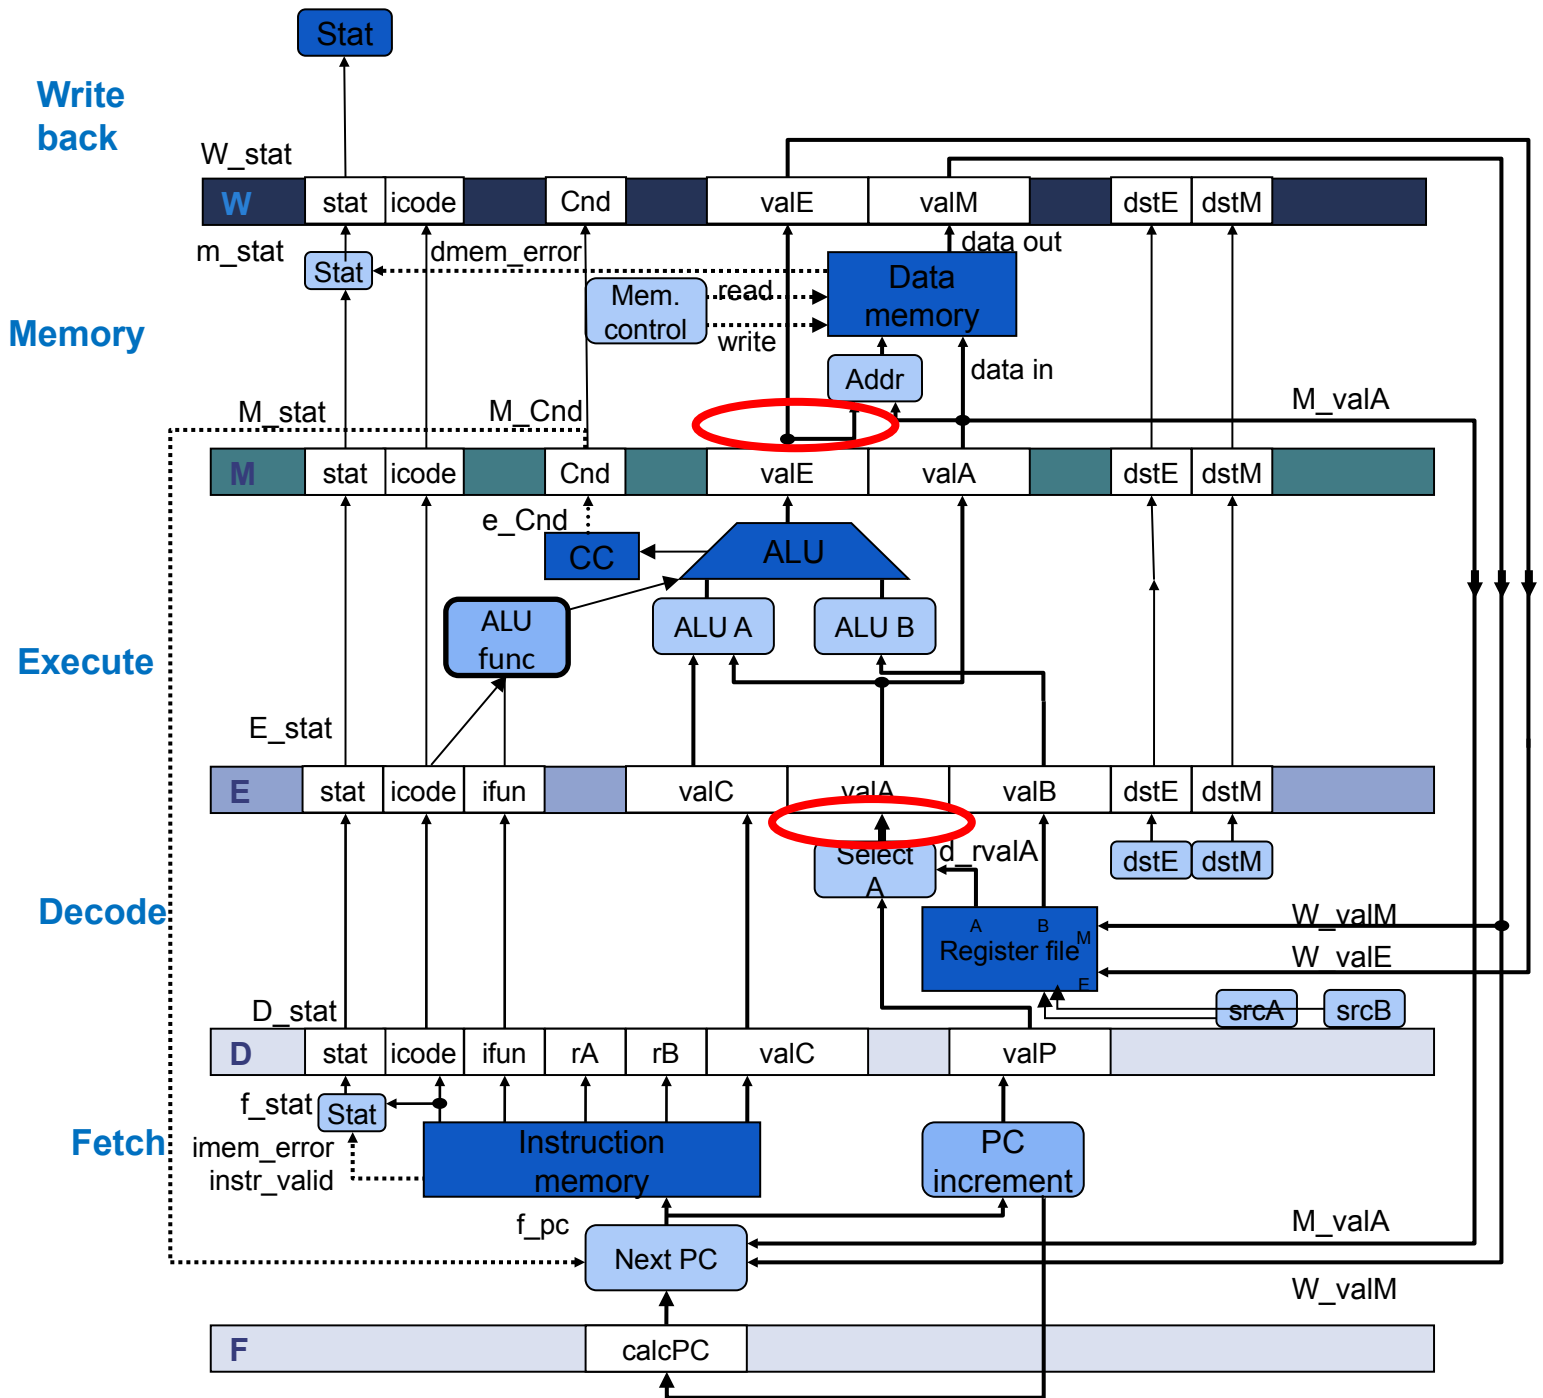 Stat
Write
back
W_stat
W stat icode Cnd valE valM dstE dstM
m_stat
Stat
dmem_error
data out
Data
memory
Mem.
control
read
write
Memory
Addr
data in
M_stat
M_Cnd
M_valA
M stat icode Cnd valE valA dstE dstM
e_Cnd
CC
ALU
ALU
func
ALU A
ALU B
Execute
E_stat
E stat icode ifun valC valA valB dstE dstM
Select
A
d_rvalA
dstE
dstM
Decode
A
B
M
Register file
E
W_valM
W_valE
D_stat
srcA
srcB
D stat icode ifun rA rB valC valP
f_stat
Stat
Fetch
imem_error
instr_valid
Instruction
memory
PC
increment
f_pc
M_valA
Next PC
W_valM
F calcPC